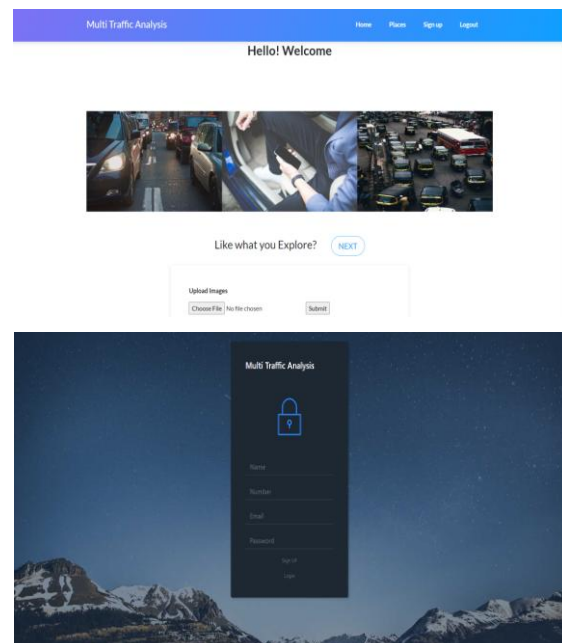 Multi Traffic Analysis Home Places Sign up Logout
Hello! Welcome
Like what you Explore? NEXT
Upload Images
Choose File No file chosen Submit
Multi Traffic Analysis
Name
Number
Email
Password
Sign UP
Login